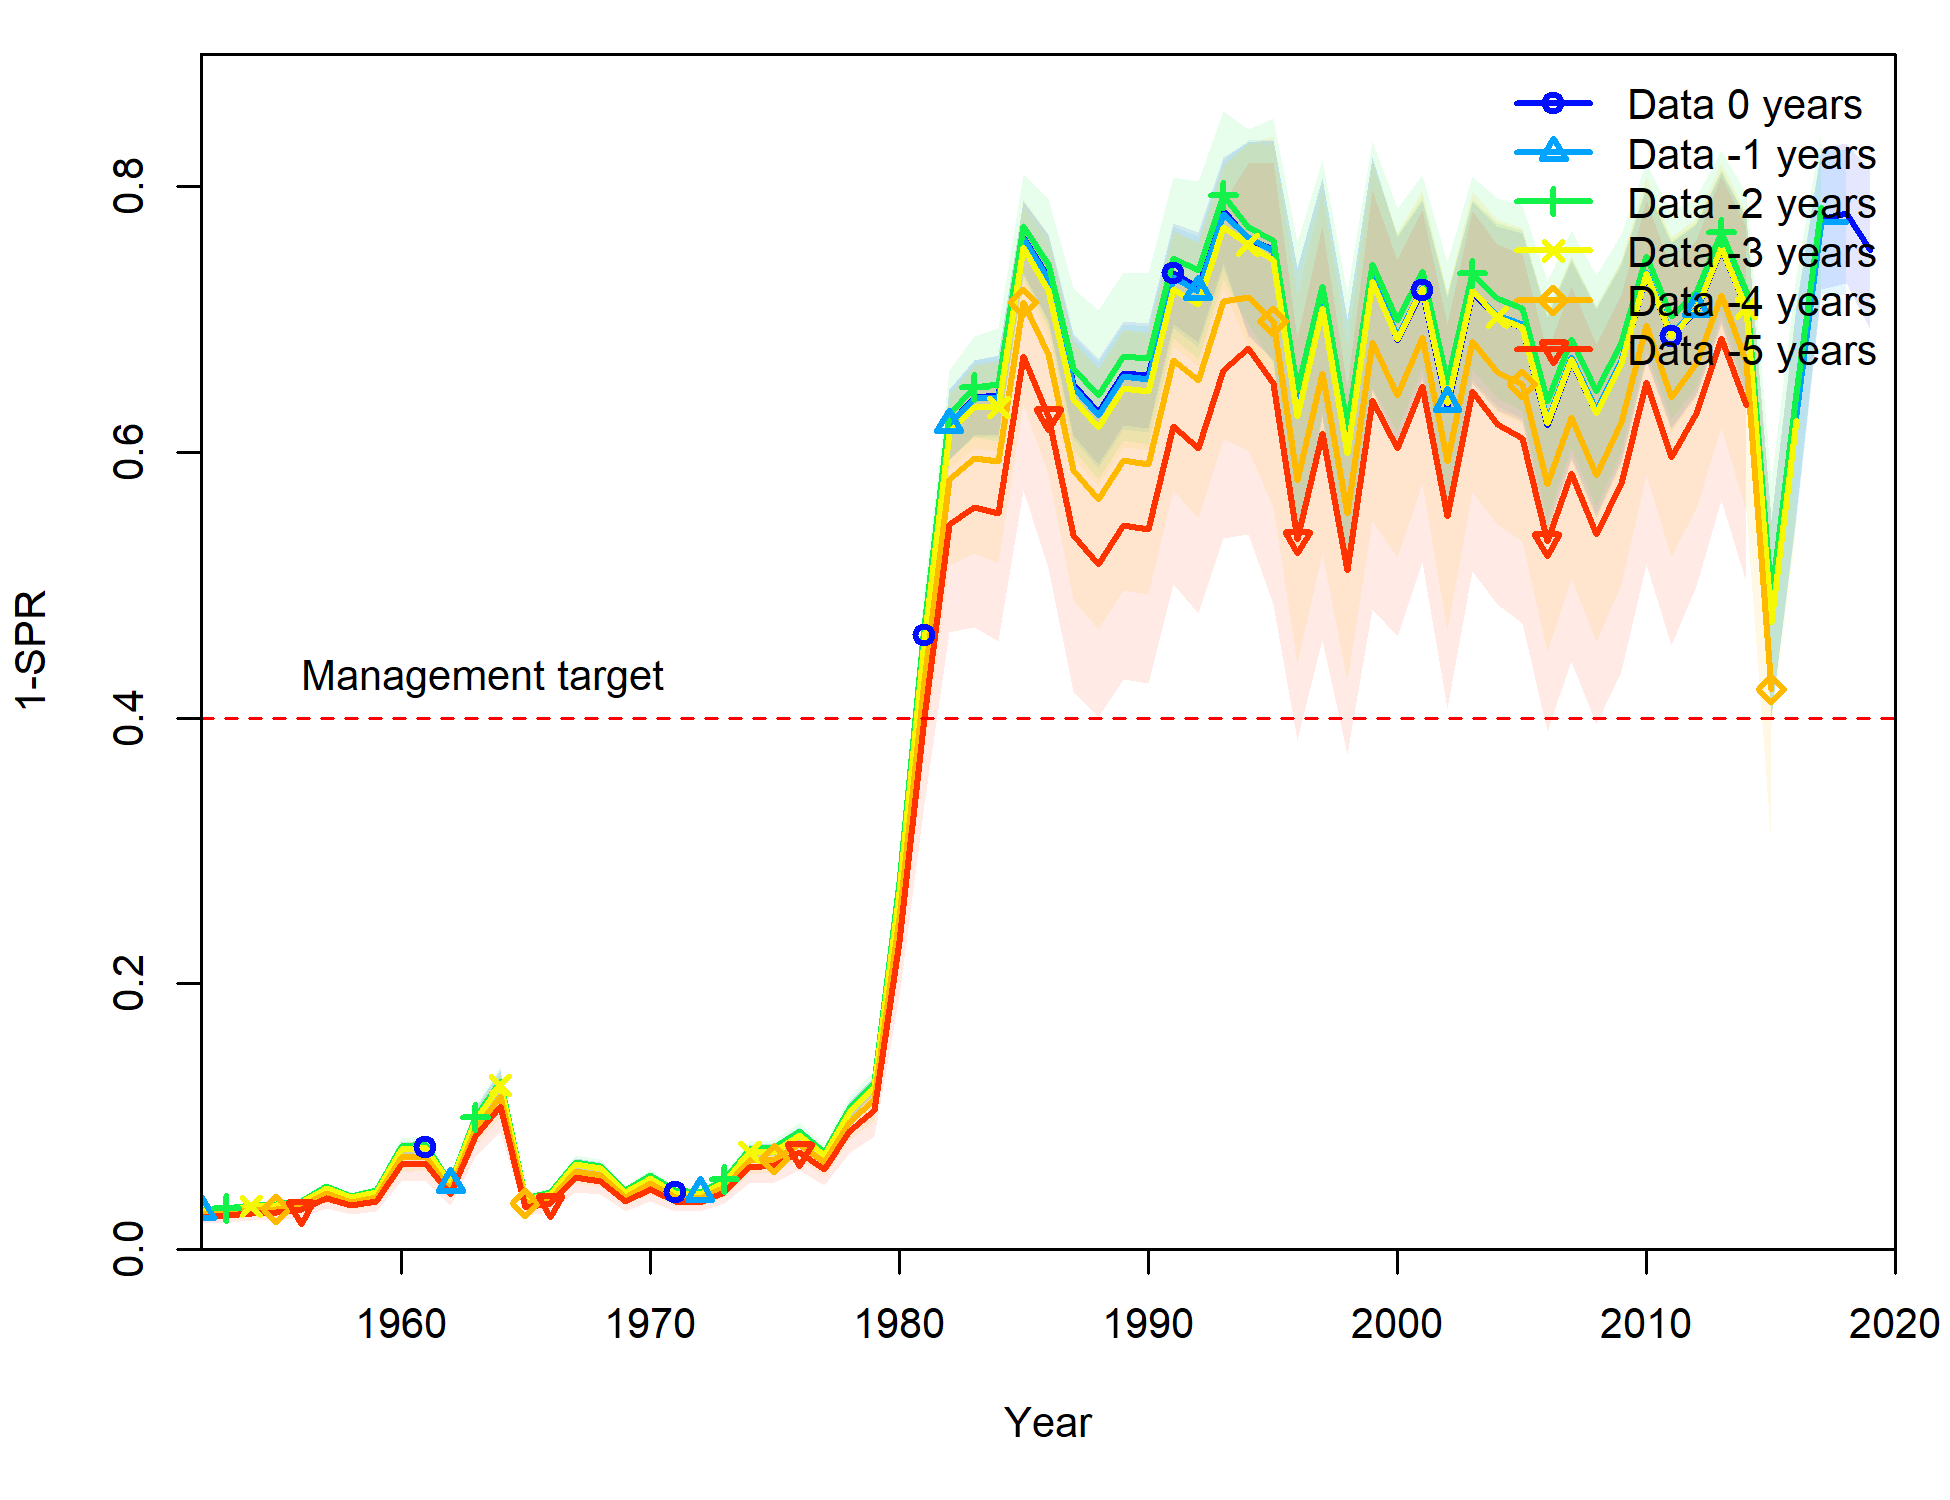 Data 0 years
Data -1 years
Data -2 years
Data -3 years
Data -4 years
Data -5 years
0.8
0.6
0.4
0.2
0.0
1-SPR
Management target
1960 1970 1980 1990 2000 2010 2020
Year